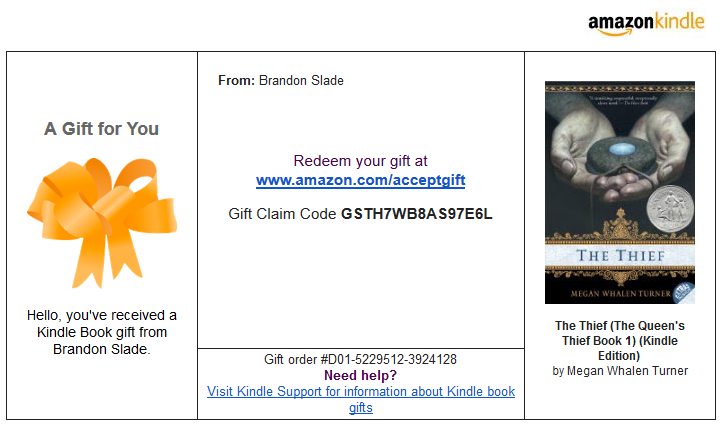 amazonkindle
A Gift for You
Hello, you've received a
Kindle Book gift from
Brandon Slade.
From: Brandon Slade
Redeem your gift at
www.amazon.com/acceptgift
Gift Claim Code GSTH7WB8AS97E6L
Gift order #D01-5229512-3924128
Need help?
Visit Kindle Support for information about Kindle book
gifts
THE THIEF
MEGAN WHALEN TURNER
The Thief (The Queen's
Thief Book 1) (Kindle
Edition)
by Megan Whalen Turner